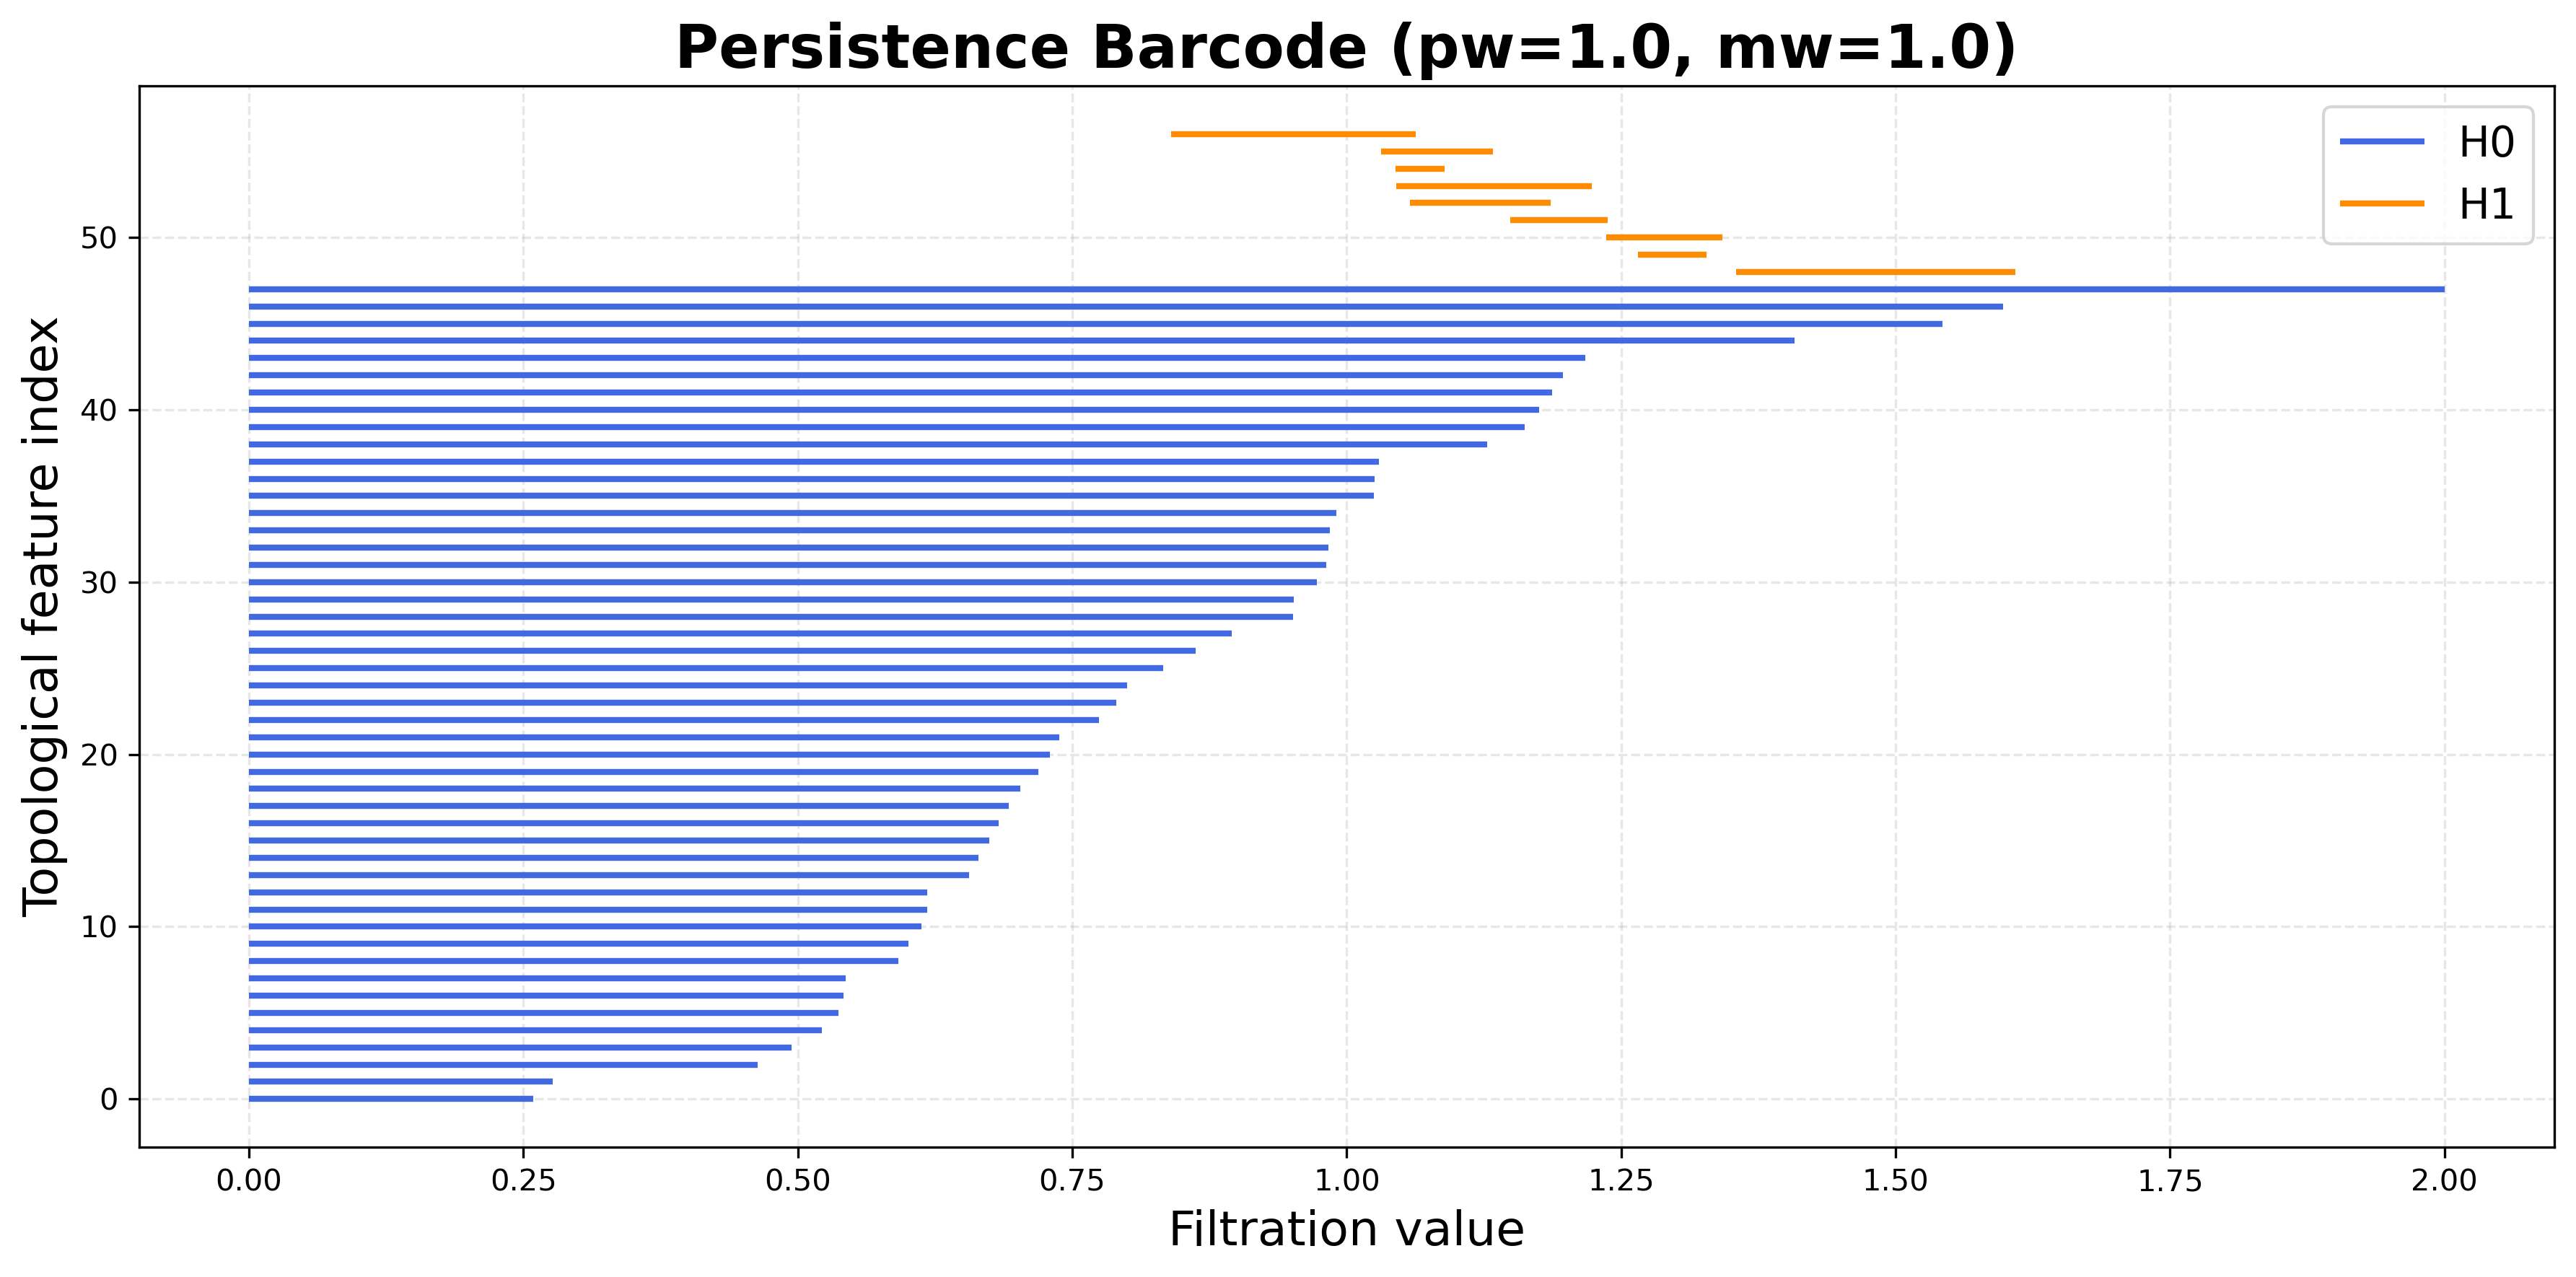 Persistence Barcode (pw=1.0, mw=1.0)
H0
H1
Topological feature index
50
40
30
20
10
0
0.00 0.25 0.50 0.75 1.00 1.25 1.50 1.75 2.00
Filtration value